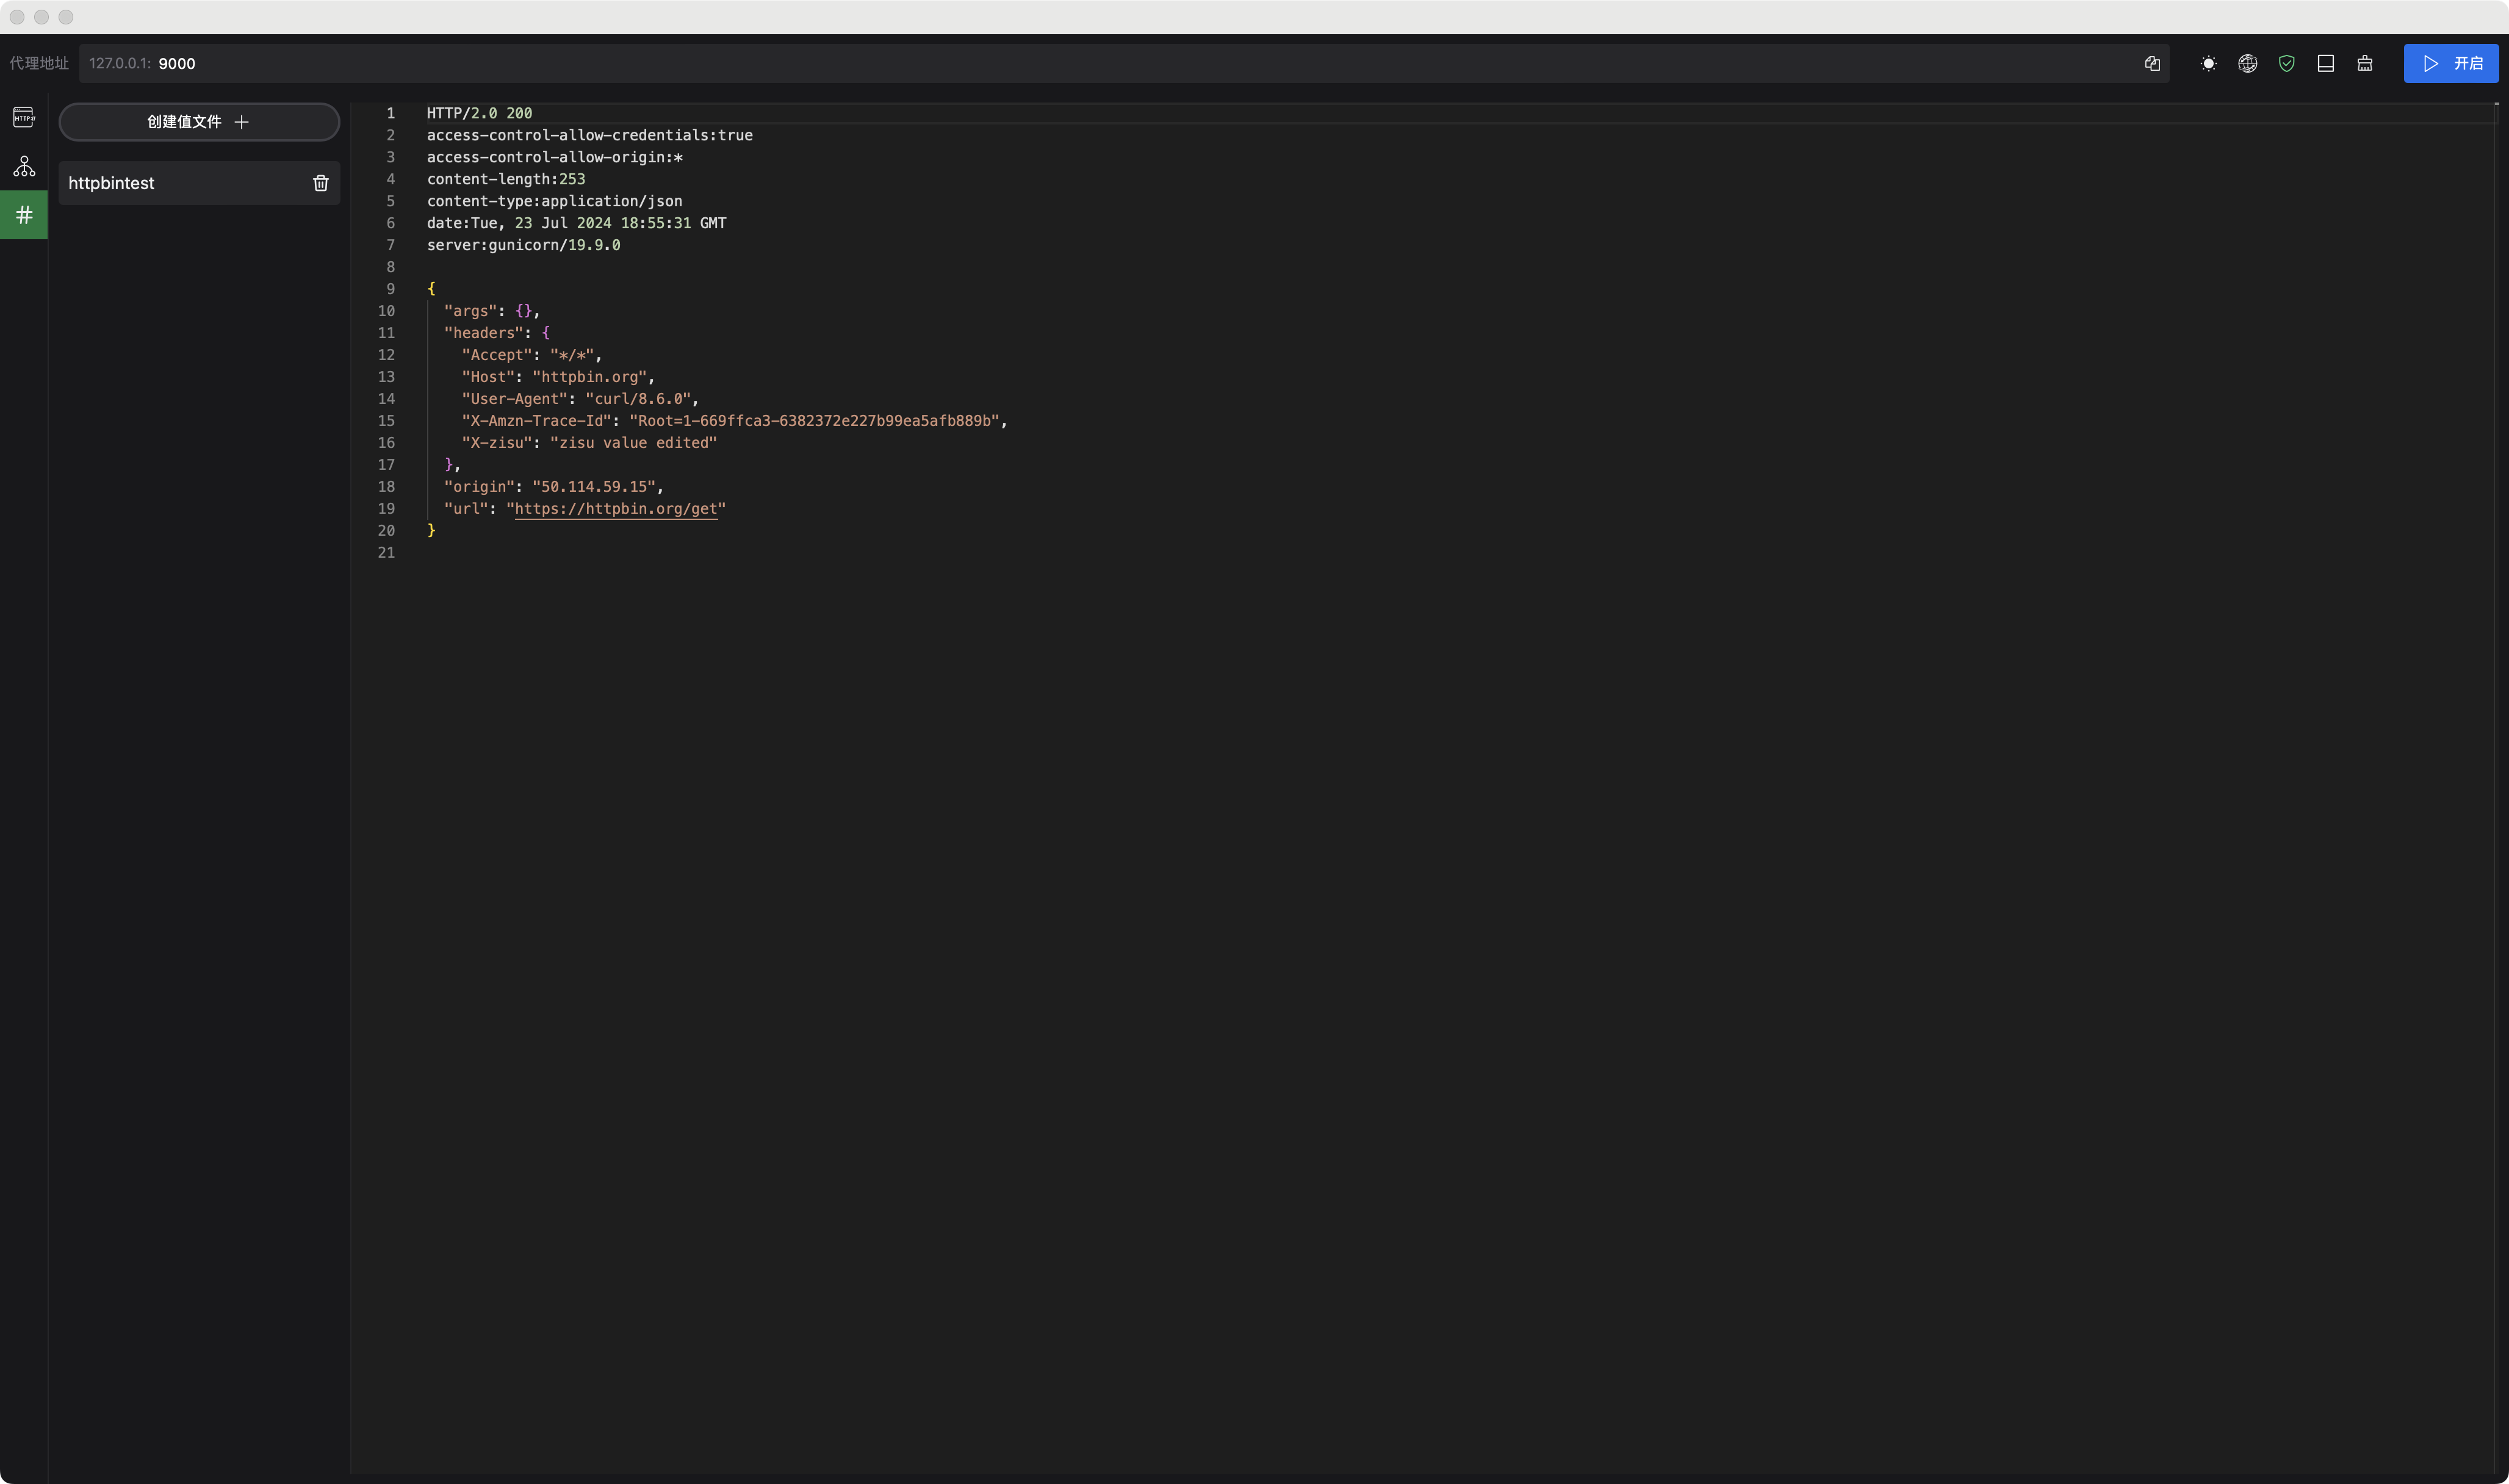 代理地址 127.0.0.1: 9000 开启
HTTP://
创建值文件
httpbintest
#
1 HTTP/2.0 200
2 access-control-allow-credentials:true
3 access-control-allow-origin:*
4 content-length:253
5 content-type:application/json
6 date:Tue, 23 Jul 2024 18:55:31 GMT
7 server:gunicorn/19.9.0
8
9 {
10 "args": {},
11 "headers": {
12 "Accept": "*/*",
13 "Host": "httpbin.org",
14 "User-Agent": "curl/8.6.0",
15 "X-Amzn-Trace-Id": "Root=1-669ffca3-6382372e227b99ea5afb889b",
16 "X-zisu": "zisu value edited"
17 },
18 "origin": "50.114.59.15",
19 "url": "https://httpbin.org/get"
20 }
21